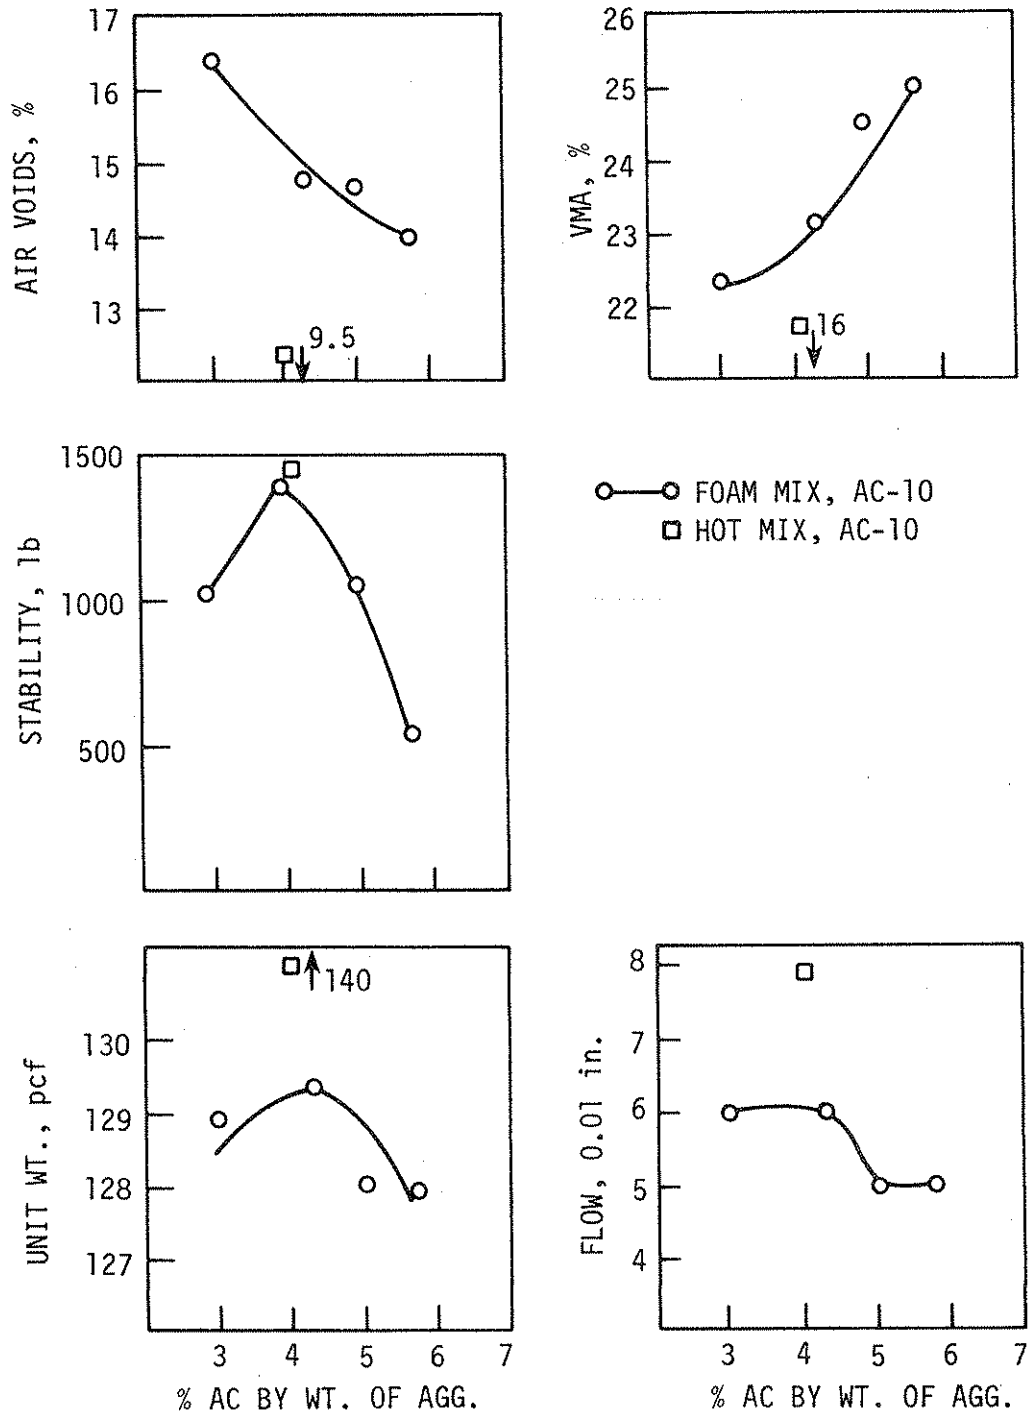 17
16
15
14
13
AIR VOIDS, %
9.5
26
25
24
23
22
VMA, %
16
1500
1000
500
STABILITY, lb
FOAM MIX, AC-10
HOT MIX, AC-10
130
129
128
127
UNIT WT., pcf
140
3 4 5 6 7
% AC BY WT. OF AGG.
8
7
6
5
4
FLOW, 0.01 in.
3 4 5 6 7
% AC BY WT. OF AGG.